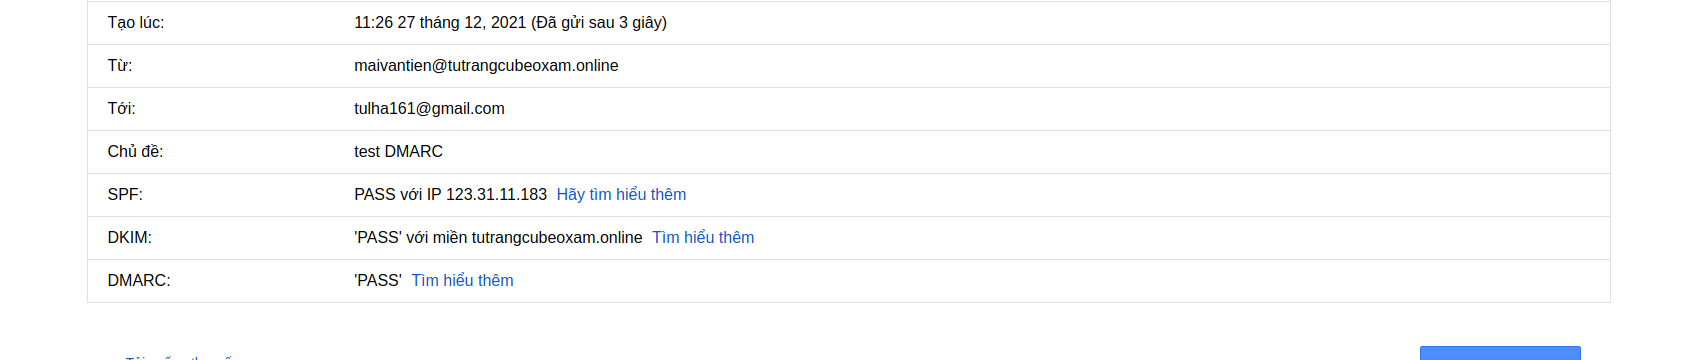 Tạo lúc: 11:26 27 tháng 12, 2021 (Đã gửi sau 3 giây)
Từ: maivantien@tutrangcubeoxam.online
Tới: tulha161@gmail.com
Chủ đề: test DMARC
SPF: PASS với IP 123.31.11.183 Hãy tìm hiểu thêm
DKIM: 'PASS' với miền tutrangcubeoxam.online Tìm hiểu thêm
DMARC: 'PASS' Tìm hiểu thêm